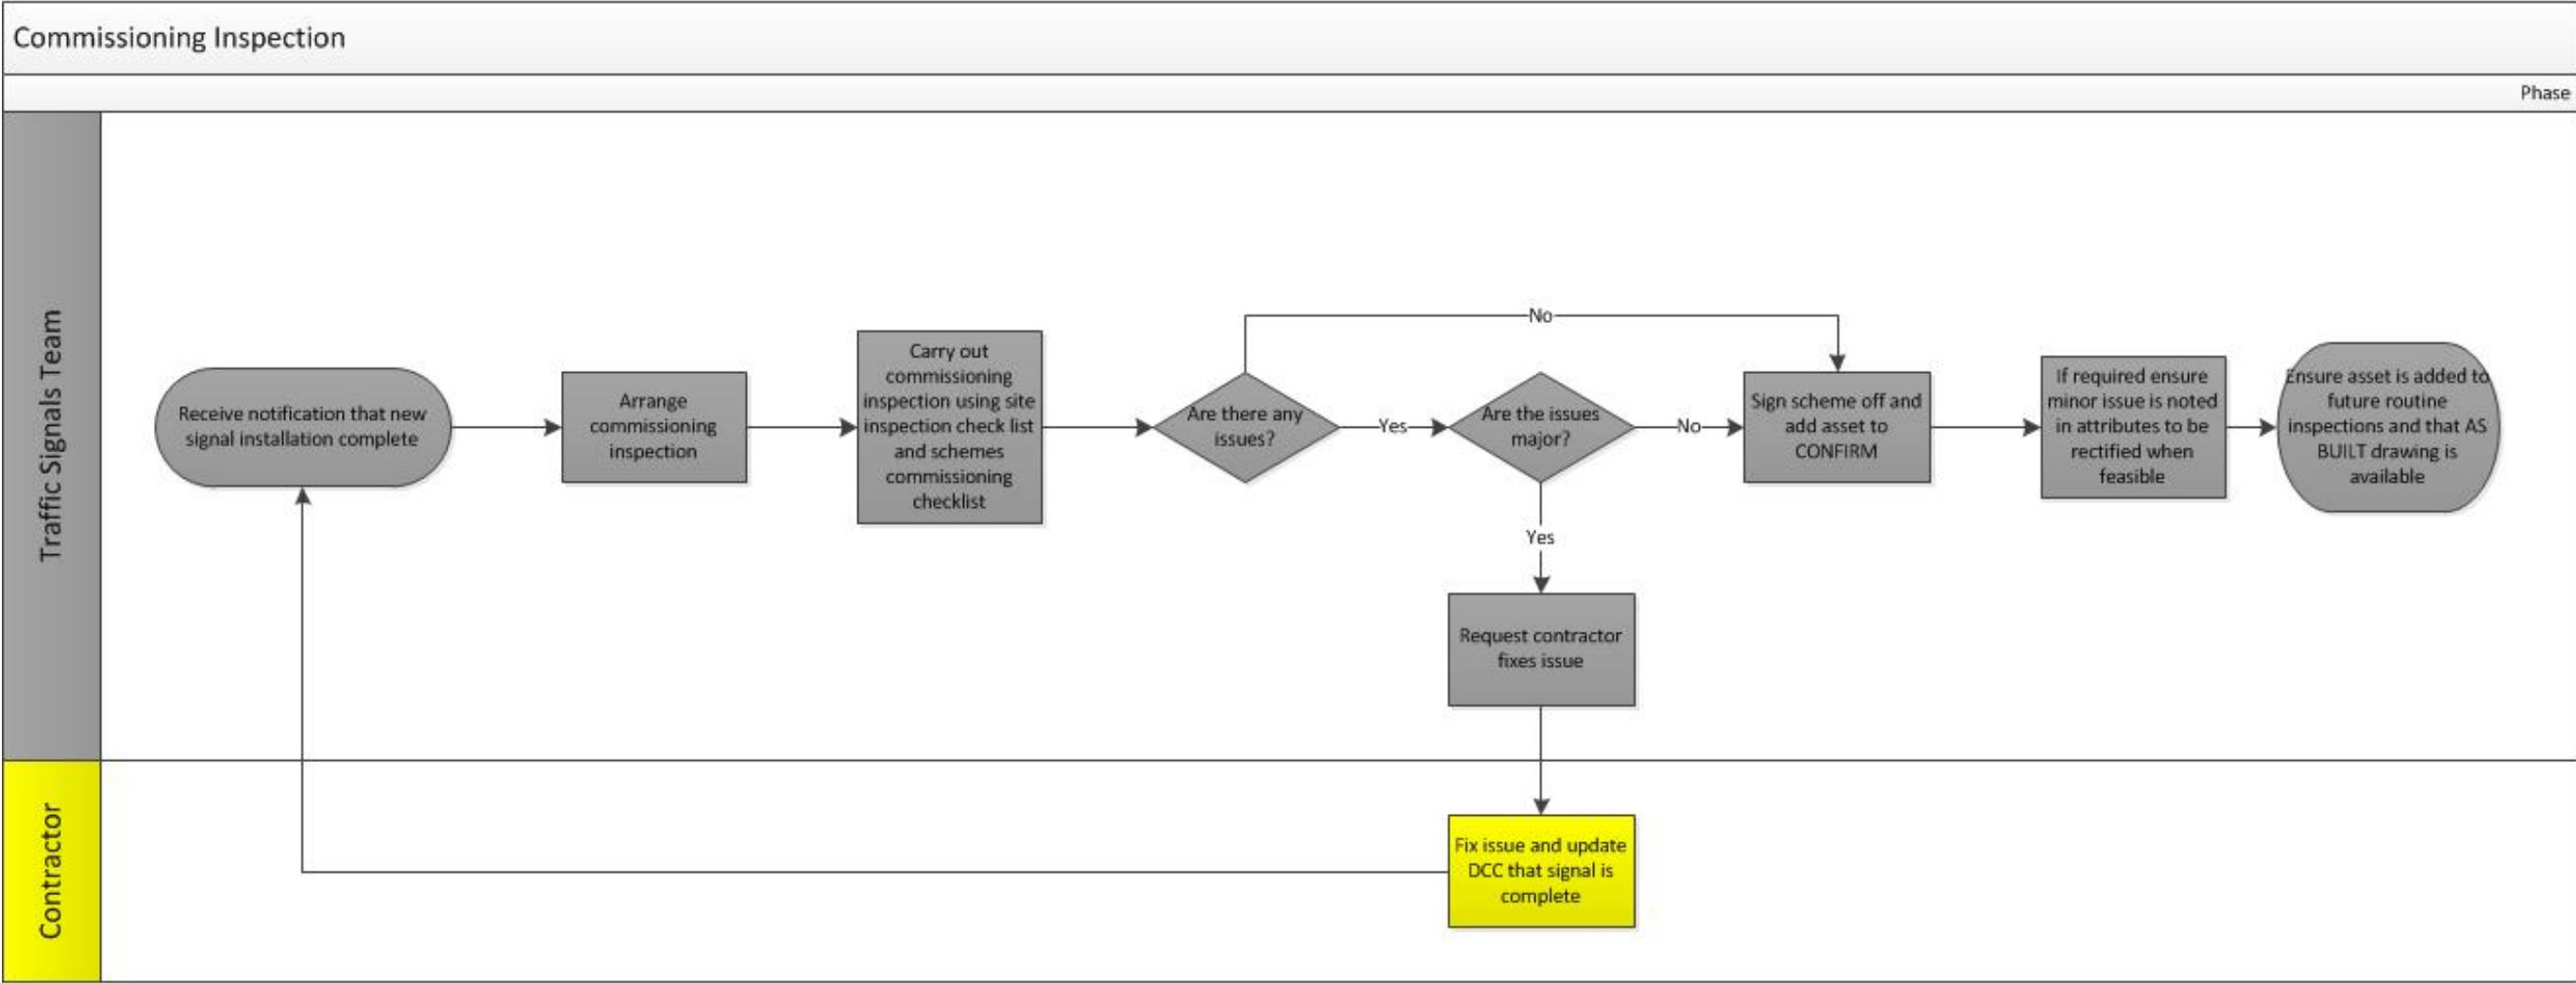 Commissioning Inspection
Phase
Traffic Signals Team
Receive notification that new
signal installation complete
Arrange
commissioning
inspection
Carry out
commissioning
inspection using site
inspection check list
and schemes
commissioning
checklist
Are there any
issues?
No
Yes
Are the issues
major?
No
Sign scheme off and
add asset to
CONFIRM
If required ensure
minor issue is noted
in attributes to be
rectified when
feasible
Ensure asset is added to
future routine
inspections and that AS
BUILT drawing is
available
Yes
Request contractor
fixes issue
Contractor
Fix issue and update
DCC that signal is
complete